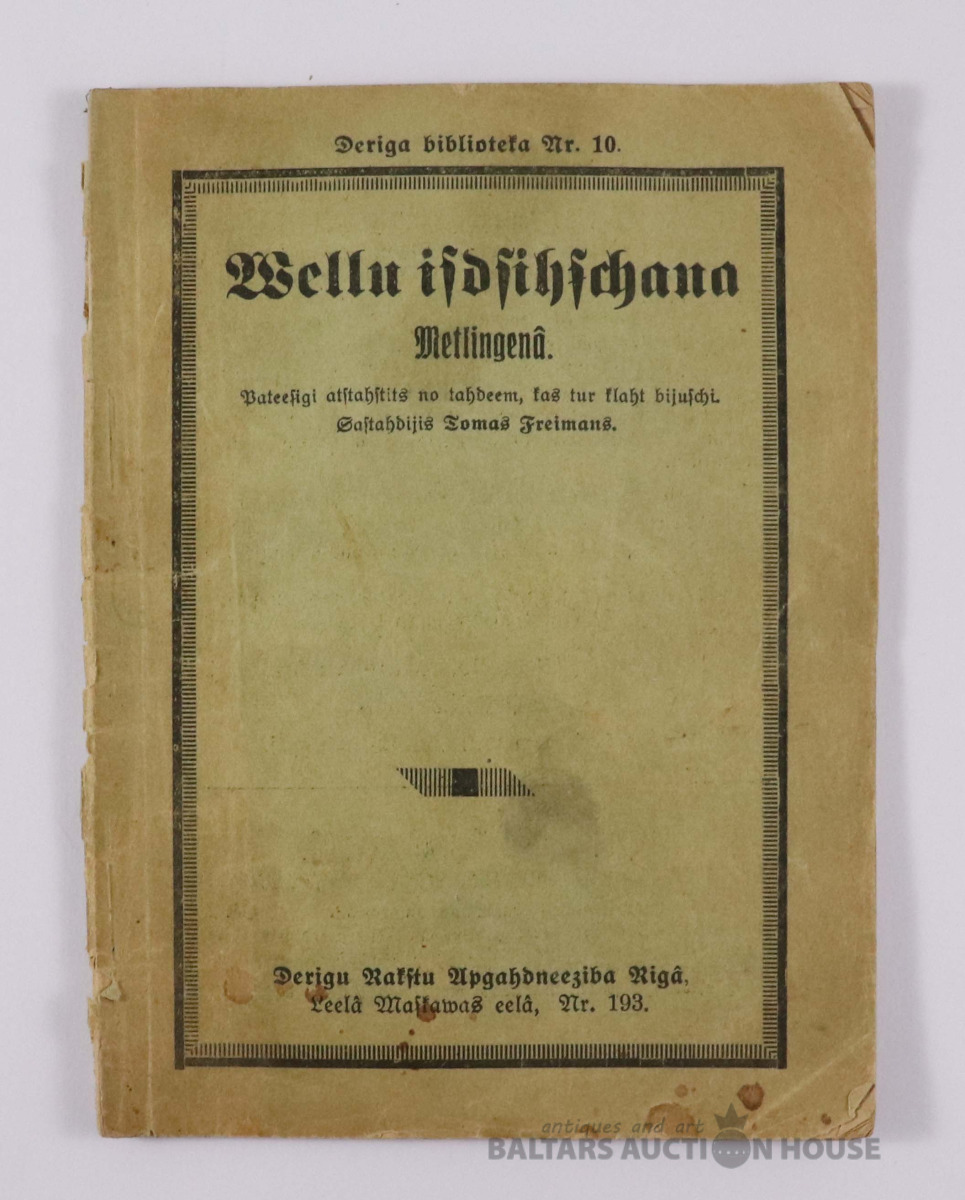 Deriga biblioteka Nr. 10.
Wellu isdsihschana
Metlingenâ.
Pateesigi atstahstits no tahdeem, kas tur klaht bijuschi.
Sastahdijis Tomas Freimans.
Derigu Rakstu Apgahdneeziba Rigâ,
Leelâ Maskawas eelâ, Nr. 193.
antiques and art
BALTARS AUCTION HOUSE